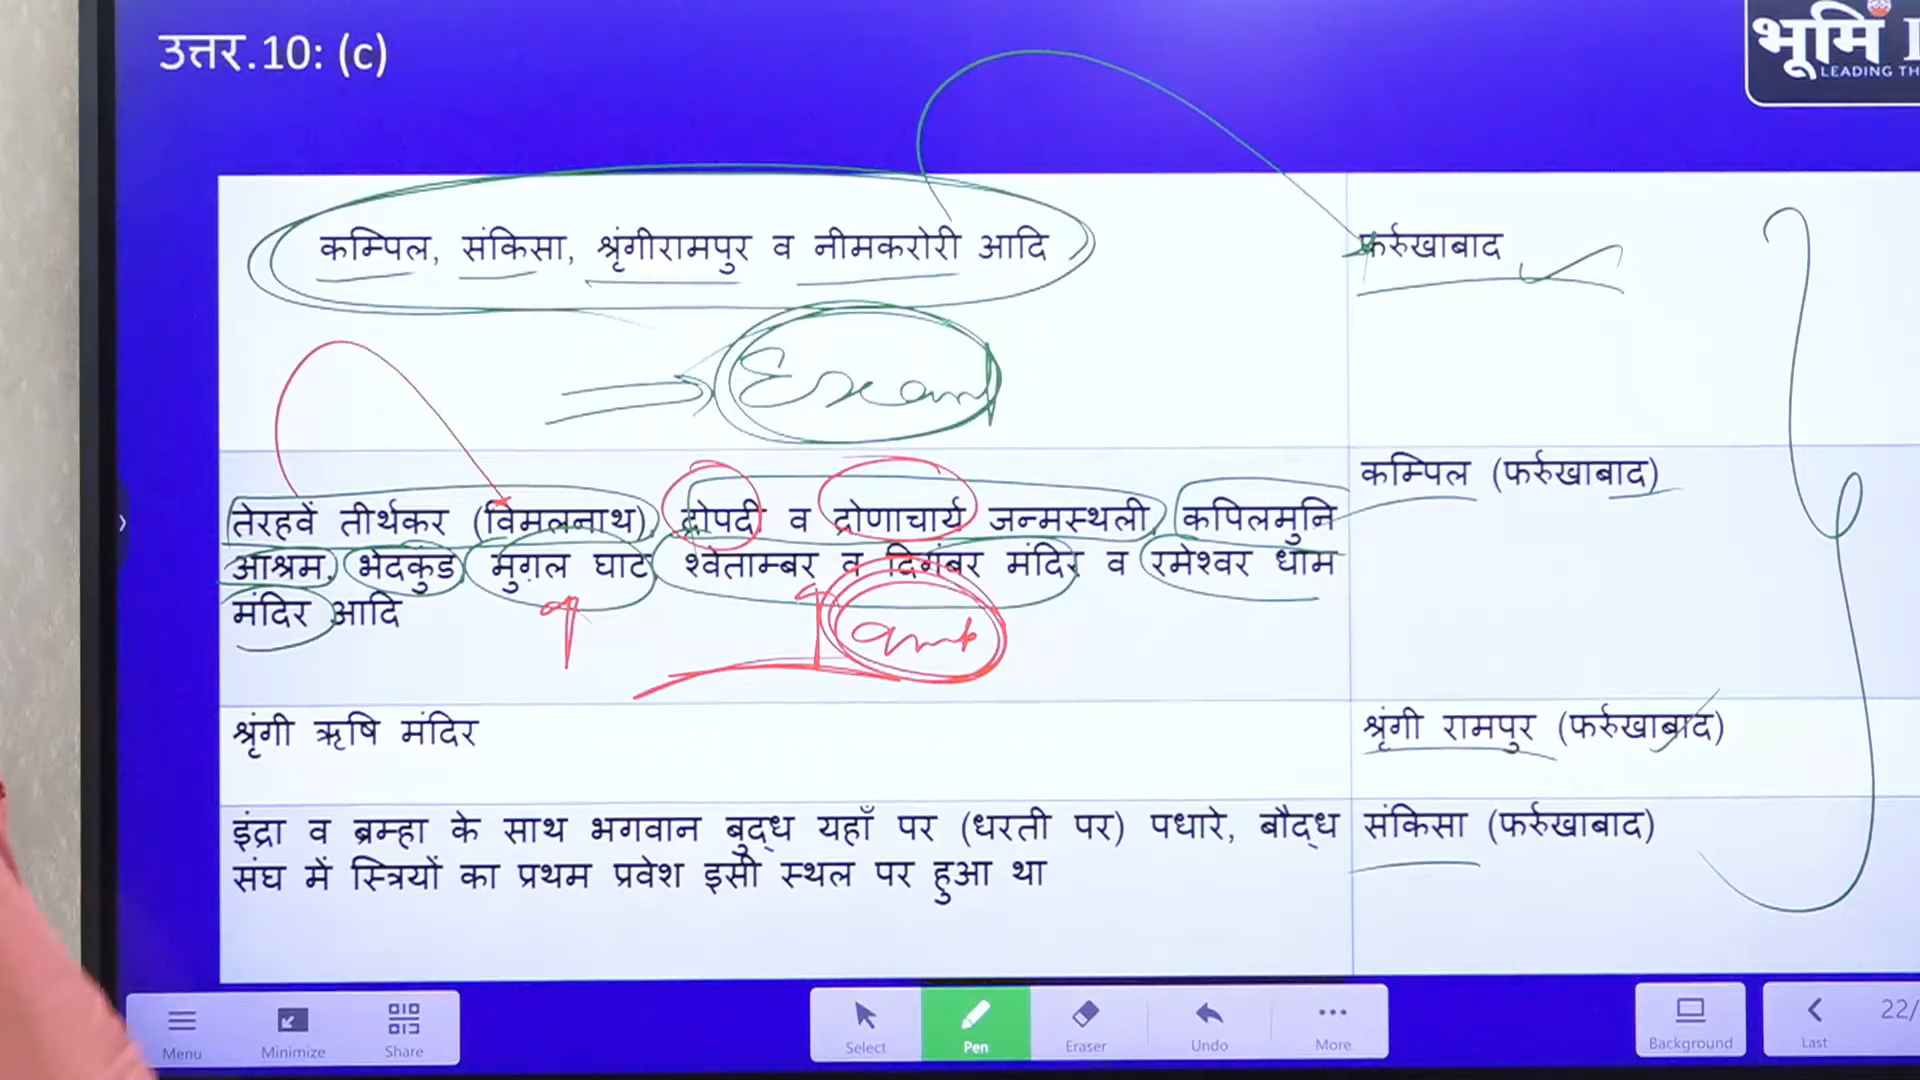 उत्तर.10: (c)
भूमि
LEADING TH
कम्पिल, संकिसा, श्रृंगीरामपुर व नीमकरोरी आदि
फर्रुखाबाद
Exam
कम्पिल (फर्रुखाबाद)
तेरहवें तीर्थकर (विमलनाथ) द्रोपदी व द्रोणाचार्य जन्मस्थली, कपिलमुनि
आश्रम, भेदकुंड मुग़ल घाट श्वेताम्बर व दिगंबर मंदिर व रमेश्वर धाम
मंदिर आदि
श्रृंगी ऋषि मंदिर
श्रृंगी रामपुर (फर्रुखाबाद)
इंद्रा व ब्रम्हा के साथ भगवान बुद्ध यहाँ पर (धरती पर) पधारे, बौद्ध
संघ में स्त्रियों का प्रथम प्रवेश इसी स्थल पर हुआ था
संकिसा (फर्रुखाबाद)
Menu
Minimize
Share
Select
Pen
Eraser
Undo
More
Background
Last
22/